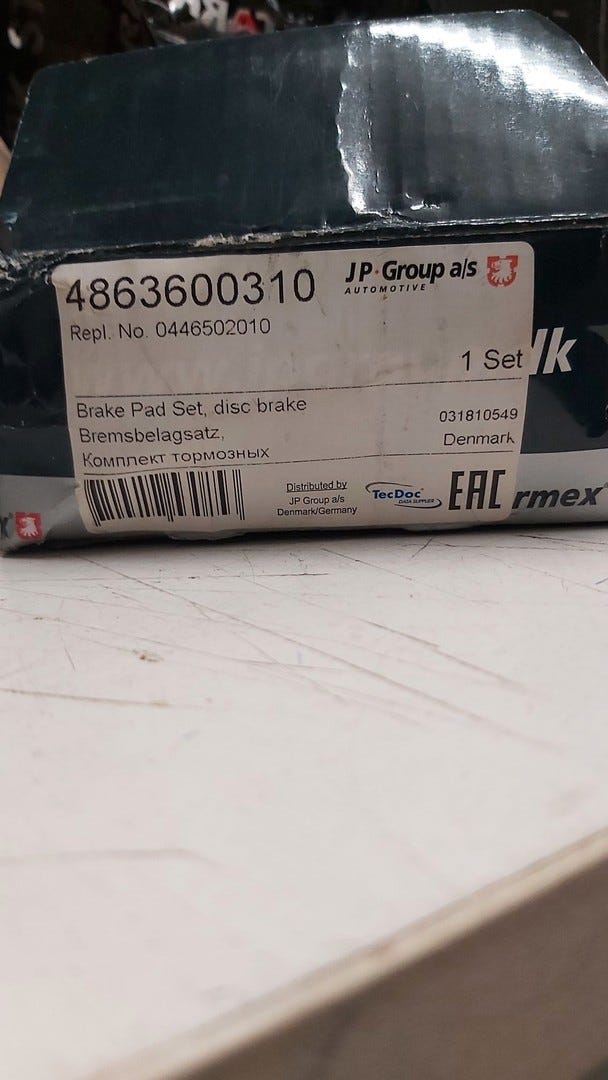 4863600310
JP Group a/s
AUTOMOTIVE
Repl. No. 0446502010
1 Set
lk
Brake Pad Set, disc brake
031810549
Bremsbelagsatz,
Denmark
Комплект тормозных
Distributed by
JP Group a/s
Denmark/Germany
TecDoc
DATA SUPPLIER
EAC
rmex